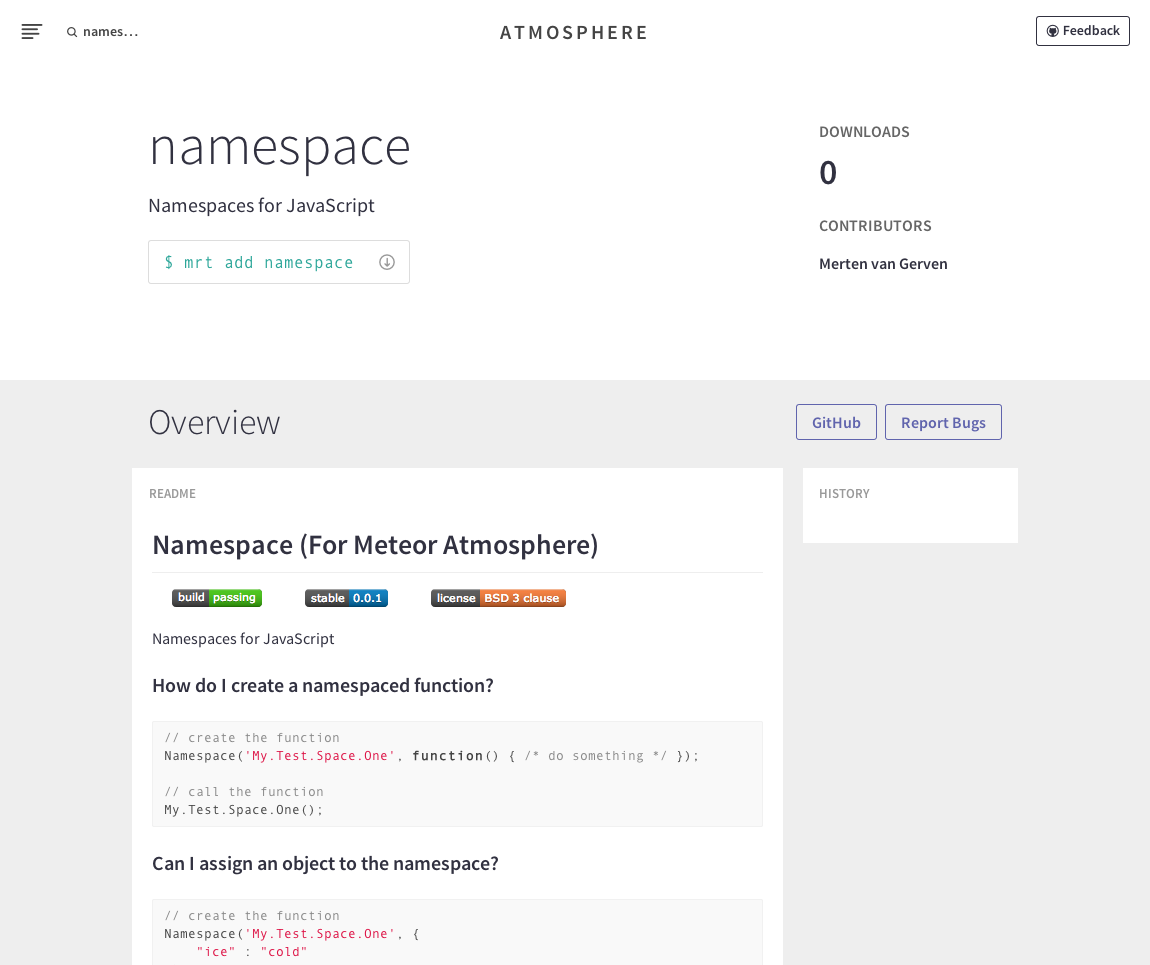 names...
ATMOSPHERE
Feedback
namespace
Namespaces for JavaScript
$ mrt add namespace
DOWNLOADS
0
CONTRIBUTORS
Merten van Gerven
Overview
GitHub
Report Bugs
README
Namespace (For Meteor Atmosphere)
build passing
stable 0.0.1
license BSD 3 clause
Namespaces for JavaScript
How do I create a namespaced function?
// create the function
Namespace('My.Test.Space.One', function() { /* do something */ });
// call the function
My.Test.Space.One();
Can I assign an object to the namespace?
// create the function
Namespace('My.Test.Space.One', {
"ice" : "cold"
HISTORY